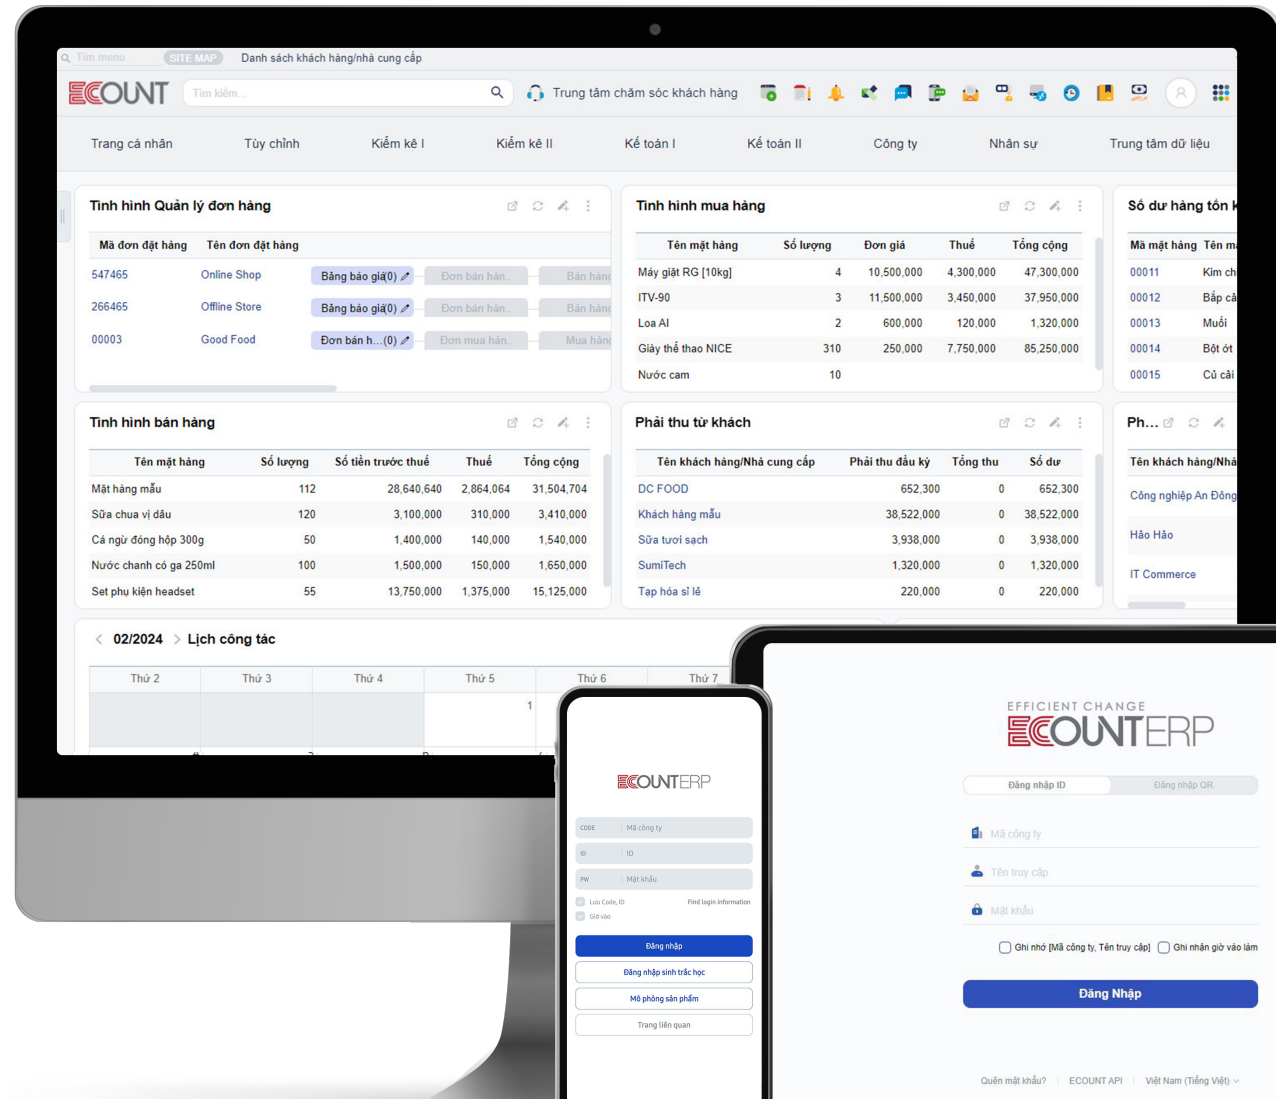 Tìm menu SITE MAP Danh sách khách hàng/nhà cung cấp
ECOUNT Tìm kiếm... Trung tâm chăm sóc khách hàng
Trang cá nhân Tùy chỉnh Kiểm kê I Kiểm kê II Kế toán I Kế toán II Công ty Nhân sự Trung tâm dữ liệu
Tình hình Quản lý đơn hàng
Mã đơn đặt hàng Tên đơn đặt hàng
547465 Online Shop Bảng báo giá(0) Đơn bán hàn.. Bán hàng
266465 Offline Store Bảng báo giá(0) Đơn bán hàn.. Bán hàng
00003 Good Food Đơn bán h...(0) Đơn mua hàn.. Mua hàng
Tình hình mua hàng
Tên mặt hàng Số lượng Đơn giá Thuế Tổng cộng
Máy giặt RG [10kg] 4 10,500,000 4,300,000 47,300,000
ITV-90 3 11,500,000 3,450,000 37,950,000
Loa AI 2 600,000 120,000 1,320,000
Giày thể thao NICE 310 250,000 7,750,000 85,250,000
Nước cam 10
Số dư hàng tồn k
Mã mặt hàng Tên m
00011 Kim ch
00012 Bắp cả
00013 Muối
00014 Bột ớt
00015 Củ cải
Tình hình bán hàng
Tên mặt hàng Số lượng Số tiền trước thuế Thuế Tổng cộng
Mặt hàng mẫu 112 28,640,640 2,864,064 31,504,704
Sữa chua vị dâu 120 3,100,000 310,000 3,410,000
Cá ngừ đóng hộp 300g 50 1,400,000 140,000 1,540,000
Nước chanh có ga 250ml 100 1,500,000 150,000 1,650,000
Set phụ kiện headset 55 13,750,000 1,375,000 15,125,000
Phải thu từ khách
Tên khách hàng/Nhà cung cấp Phải thu đầu kỳ Tổng thu Số dư
DC FOOD 652,300 0 652,300
Khách hàng mẫu 38,522,000 0 38,522,000
Sữa tươi sạch 3,938,000 0 3,938,000
SumiTech 1,320,000 0 1,320,000
Tạp hóa sỉ lẻ 220,000 0 220,000
Ph...
Tên khách hàng/Nhà
Công nghiệp An Đông
Hảo Hảo
IT Commerce
02/2024 Lịch công tác
Thứ 2 Thứ 3 Thứ 4 Thứ 5 Thứ 6 Thứ 7
1
ECOUNTERP
CODE Mã công ty
ID ID
PW Mật khẩu
Lưu Code, ID Find login information
Giờ vào
Đăng nhập
Đăng nhập sinh trắc học
Mô phỏng sản phẩm
Trang liên quan
EFFICIENT CHANGE
ECOUNTERP
Đăng nhập ID Đăng nhập QR
Mã công ty
Tên truy cập
Mật khẩu
Ghi nhớ [Mã công ty, Tên truy cập] Ghi nhận giờ vào làm
Đăng Nhập
Quên mật khẩu? ECOUNT API Việt Nam (Tiếng Việt)